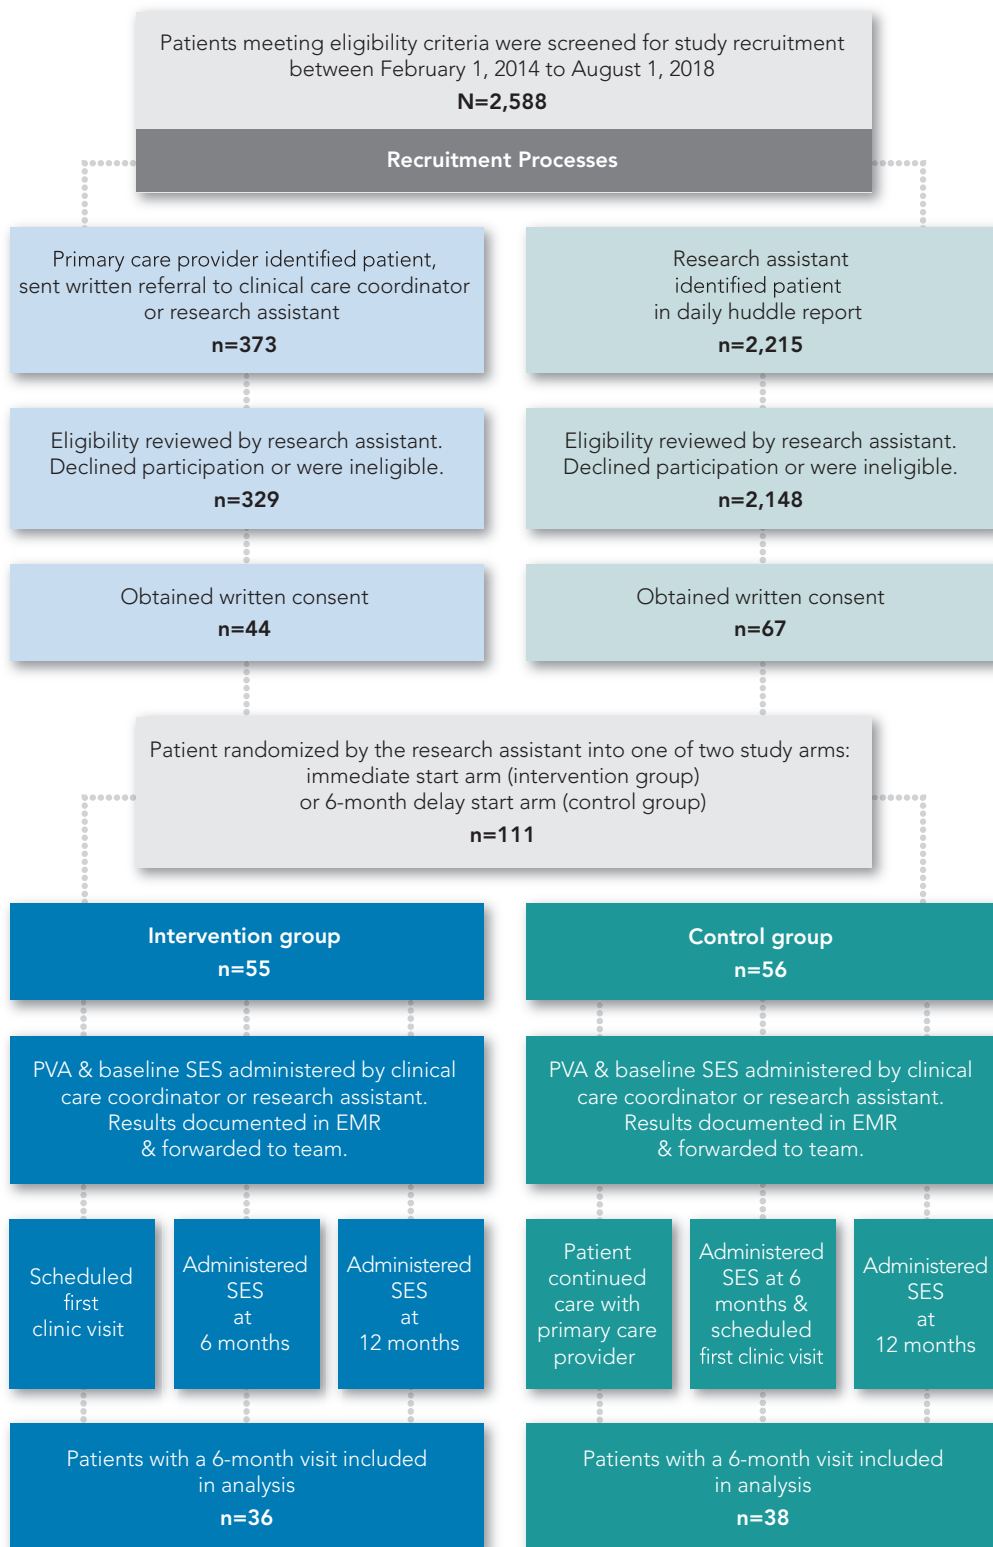 Patients meeting eligibility criteria were screened for study recruitment
between February 1, 2014 to August 1, 2018
N=2,588
Recruitment Processes
Primary care provider identified patient,
sent written referral to clinical care coordinator
or research assistant
n=373
Research assistant
identified patient
in daily huddle report
n=2,215
Eligibility reviewed by research assistant.
Declined participation or were ineligible.
n=329
Eligibility reviewed by research assistant.
Declined participation or were ineligible.
n=2,148
Obtained written consent
n=44
Obtained written consent
n=67
Patient randomized by the research assistant into one of two study arms:
immediate start arm (intervention group)
or 6-month delay start arm (control group)
n=111
Intervention group
n=55
Control group
n=56
PVA & baseline SES administered by clinical
care coordinator or research assistant.
Results documented in EMR
& forwarded to team.
PVA & baseline SES administered by clinical
care coordinator or research assistant.
Results documented in EMR
& forwarded to team.
Scheduled
first
clinic visit
Administered
SES
at
6 months
Administered
SES
at
12 months
Patient
continued
care with
primary care
provider
Administered
SES at 6
months &
scheduled
first clinic visit
Administered
SES
at
12 months
Patients with a 6-month visit included
in analysis
n=36
Patients with a 6-month visit included
in analysis
n=38